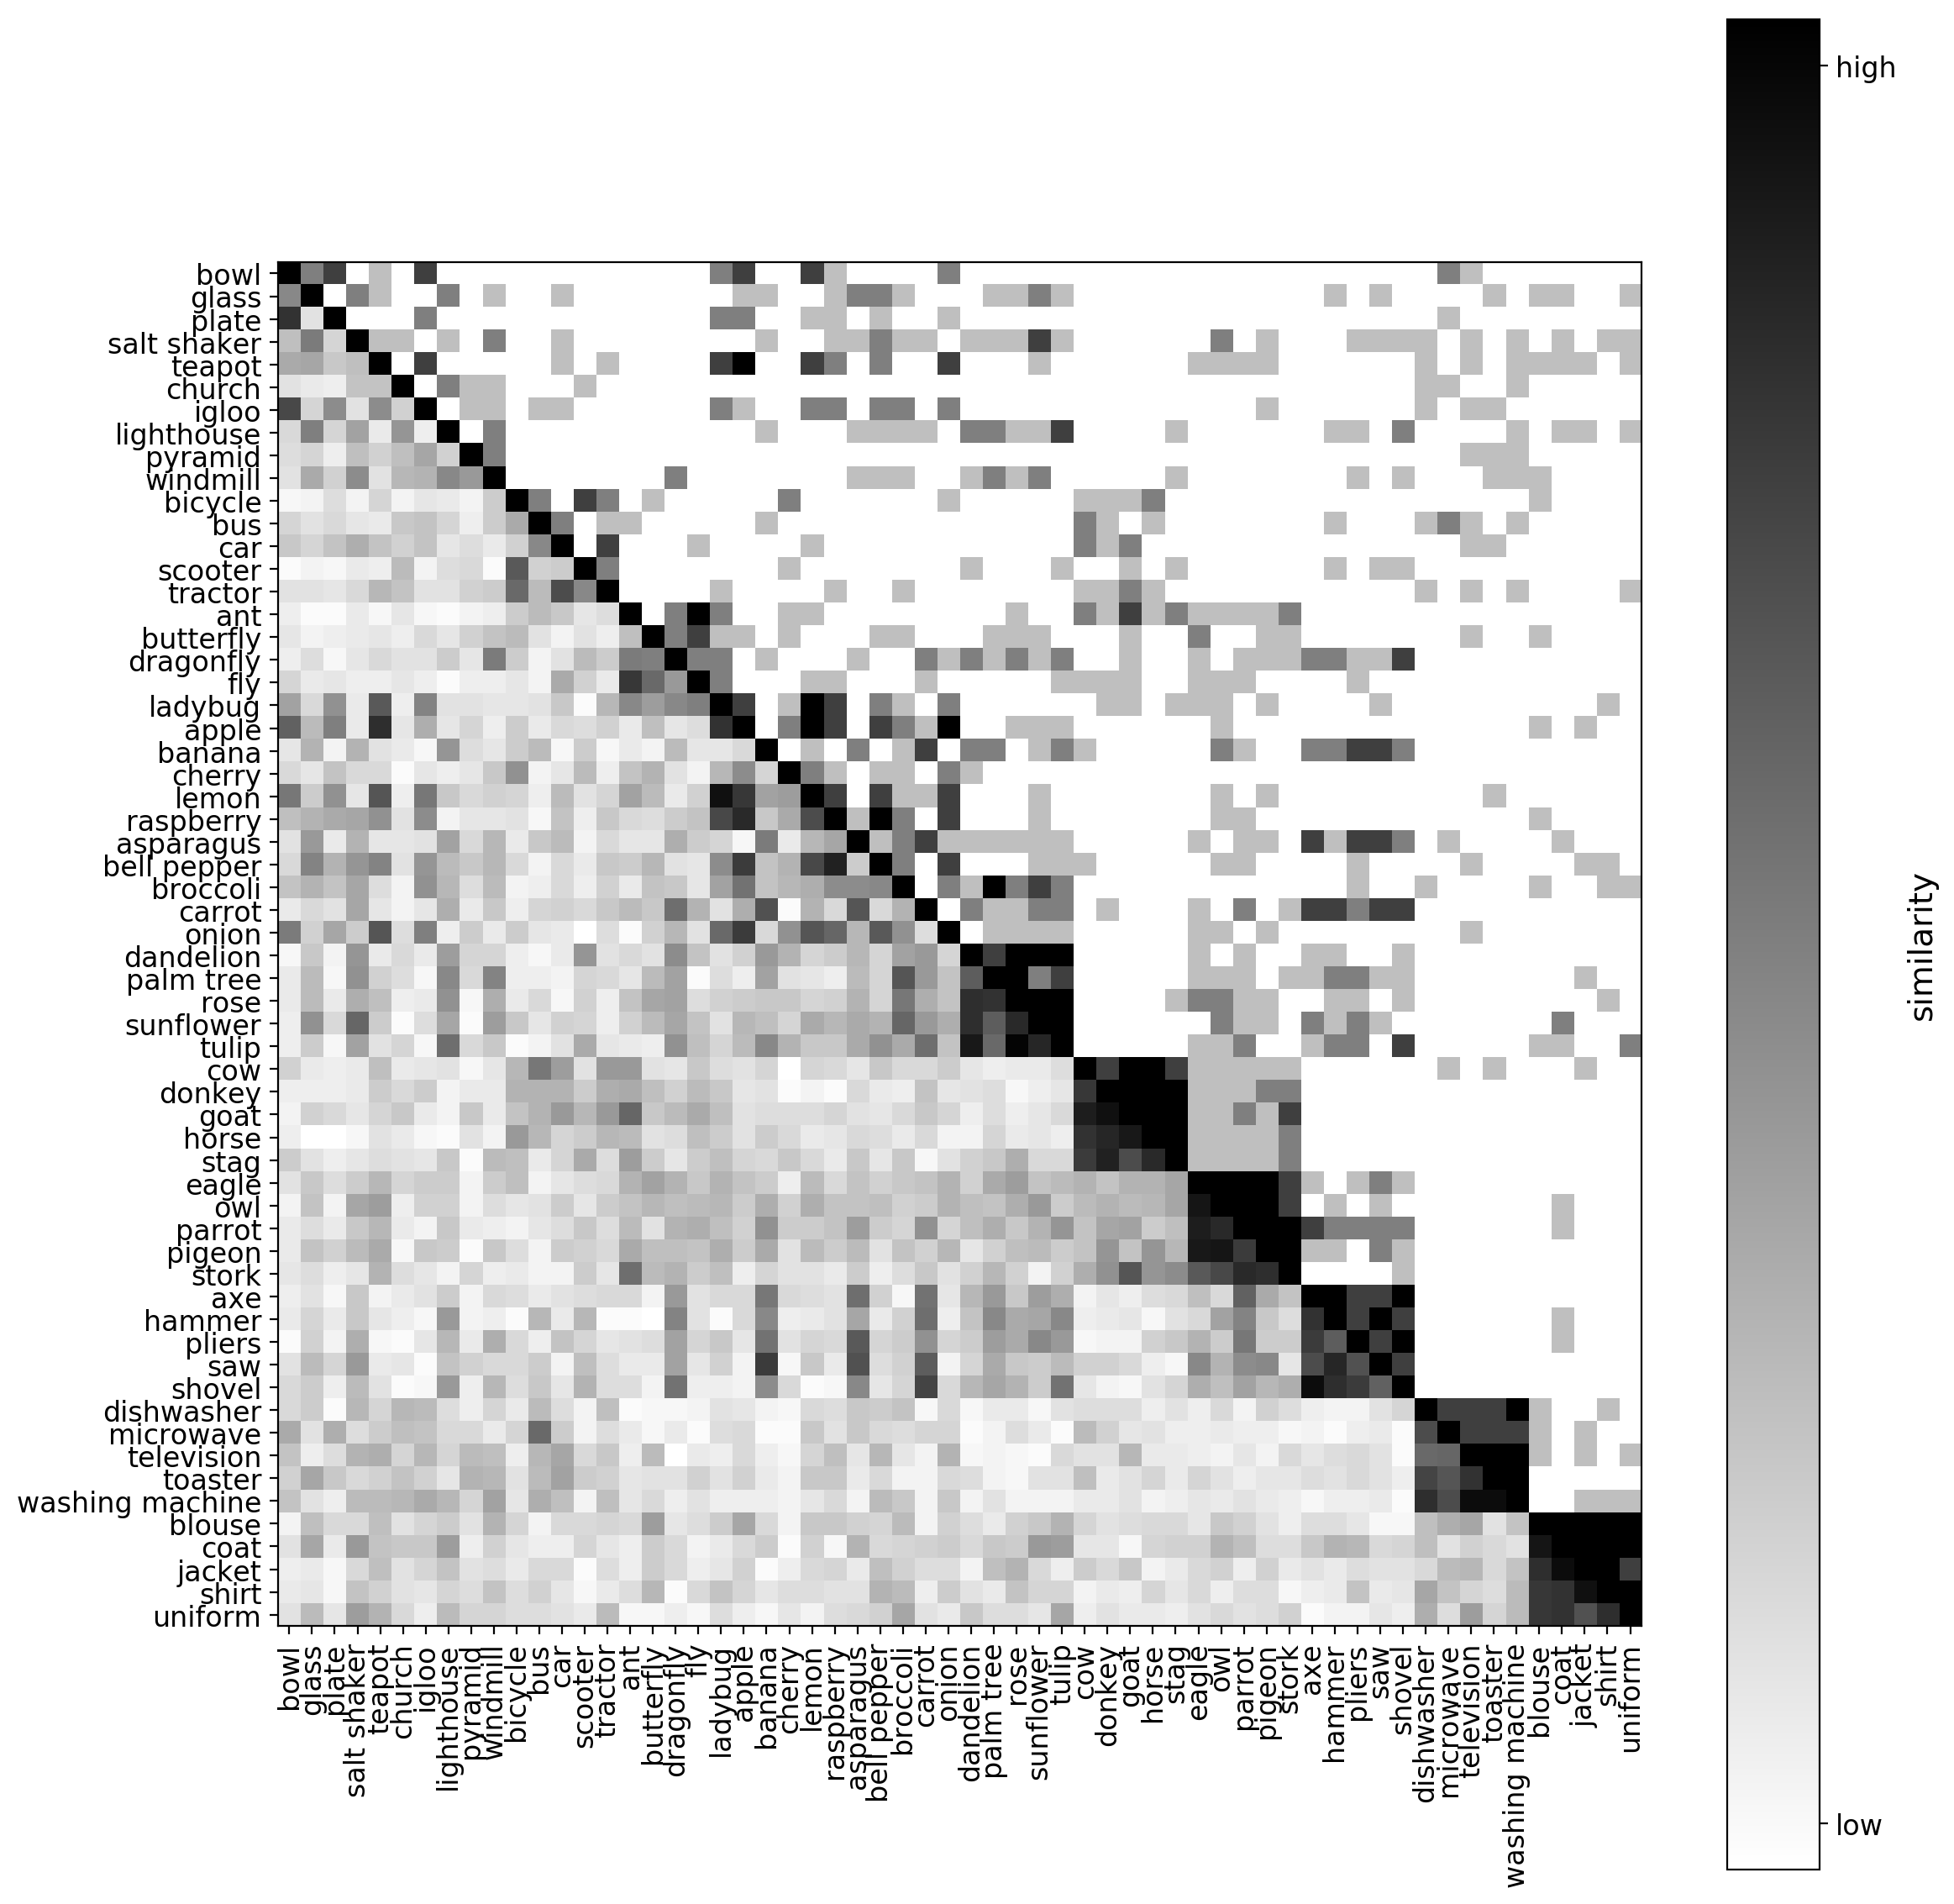 high
bowl
glass
plate
salt shaker
teapot
church
igloo
lighthouse
pyramid
windmill
bicycle
bus
car
scooter
tractor
ant
butterfly
dragonfly
fly
ladybug
apple
banana
cherry
lemon
raspberry
asparagus
bell pepper
broccoli
carrot
onion
dandelion
palm tree
rose
sunflower
tulip
cow
donkey
goat
horse
stag
eagle
owl
parrot
pigeon
stork
axe
hammer
pliers
saw
shovel
dishwasher
microwave
television
toaster
washing machine
blouse
coat
jacket
shirt
uniform
bowl
glass
plate
salt shaker
teapot
church
igloo
lighthouse
pyramid
windmill
bicycle
bus
car
scooter
tractor
ant
butterfly
dragonfly
fly
ladybug
apple
banana
cherry
lemon
raspberry
asparagus
bell pepper
broccoli
carrot
onion
dandelion
palm tree
rose
sunflower
tulip
cow
donkey
goat
horse
stag
eagle
owl
parrot
pigeon
stork
axe
hammer
pliers
saw
shovel
dishwasher
microwave
television
toaster
washing machine
blouse
coat
jacket
shirt
uniform
similarity
low